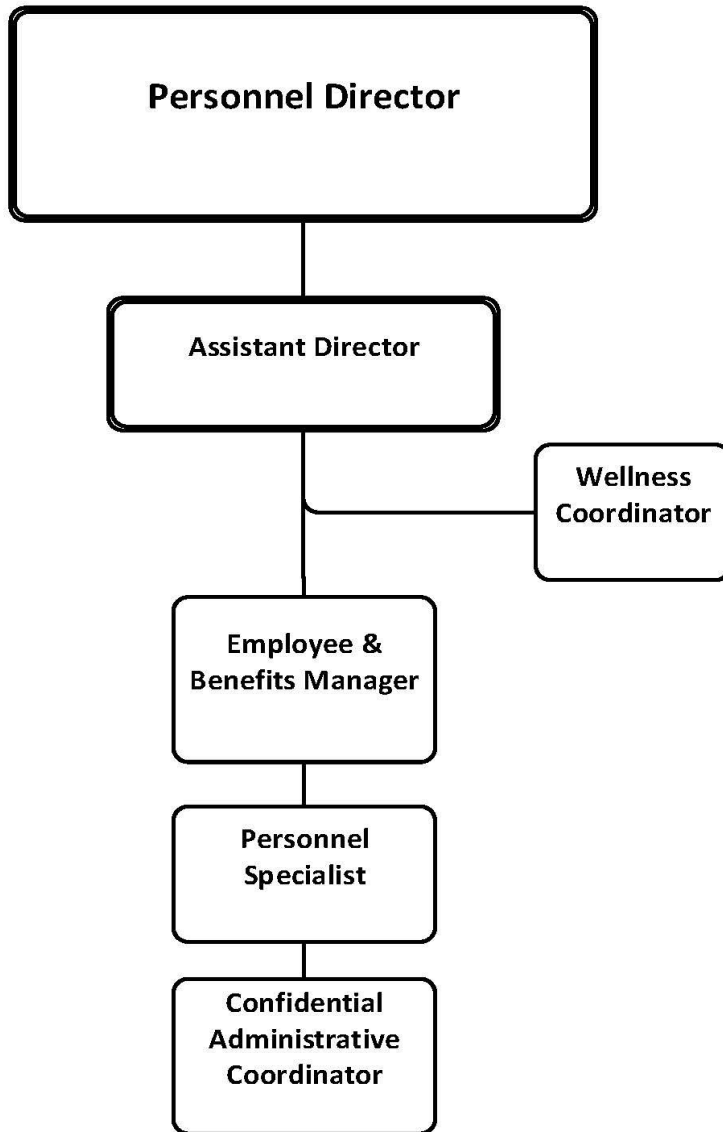 Personnel Director
Assistant Director
Wellness
Coordinator
Employee &
Benefits Manager
Personnel
Specialist
Confidential
Administrative
Coordinator